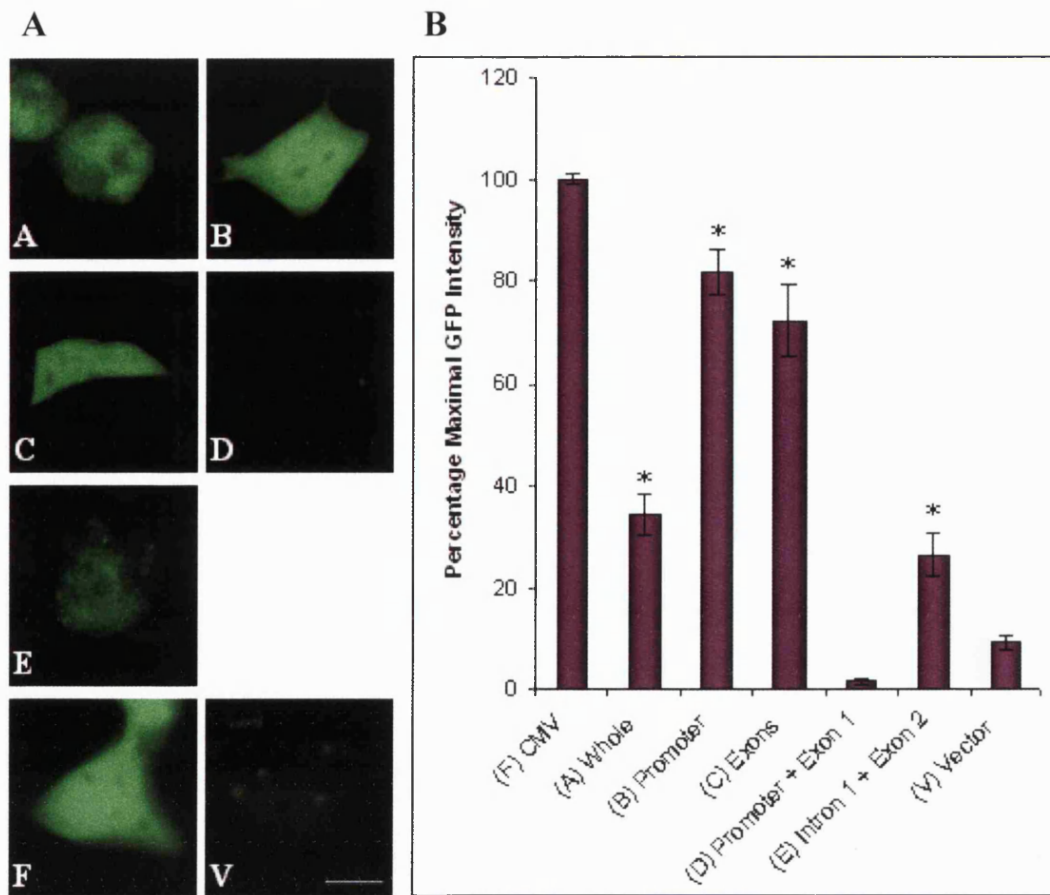 A
B
A
B
C
D
E
F
V
Percentage Maximal GFP Intensity
120
100
80
60
40
20
0
*
*
*
*
(F) CMV
(A) Whole
(B) Promoter
(C) Exons
(D) Promoter + Exon 1
(E) Intron 1 + Exon 2
(V) Vector